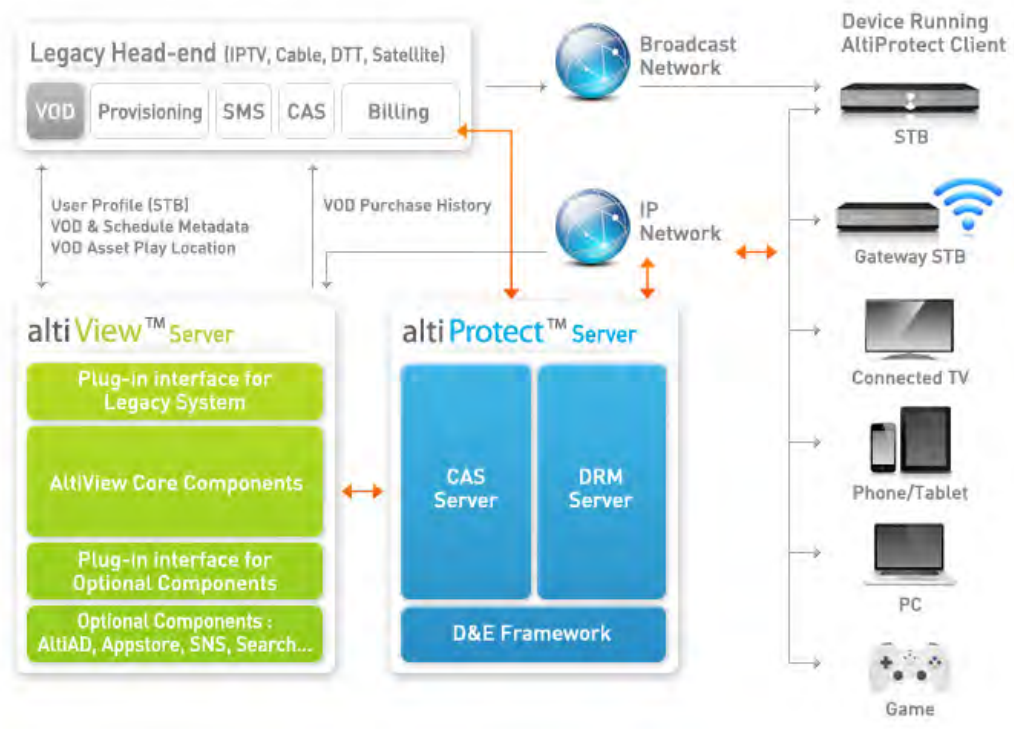 Legacy Head-end (IPTV, Cable, DTT, Satellite)
VOD
Provisioning
SMS
CAS
Billing
Broadcast
Network
Device Running
AltiProtect Client
STB
User Profile (STB)
VOD & Schedule Metadata
VOD Asset Play Location
VOD Purchase History
IP
Network
Gateway STB
altiView™ Server
Plug-in interface for
Legacy System
AltiView Core Components
Plug-in interface for
Optional Components
Optional Components :
AltiAD, Appstore, SNS, Search...
altiProtect™ Server
CAS
Server
DRM
Server
D&E Framework
Connected TV
Phone/Tablet
PC
Game